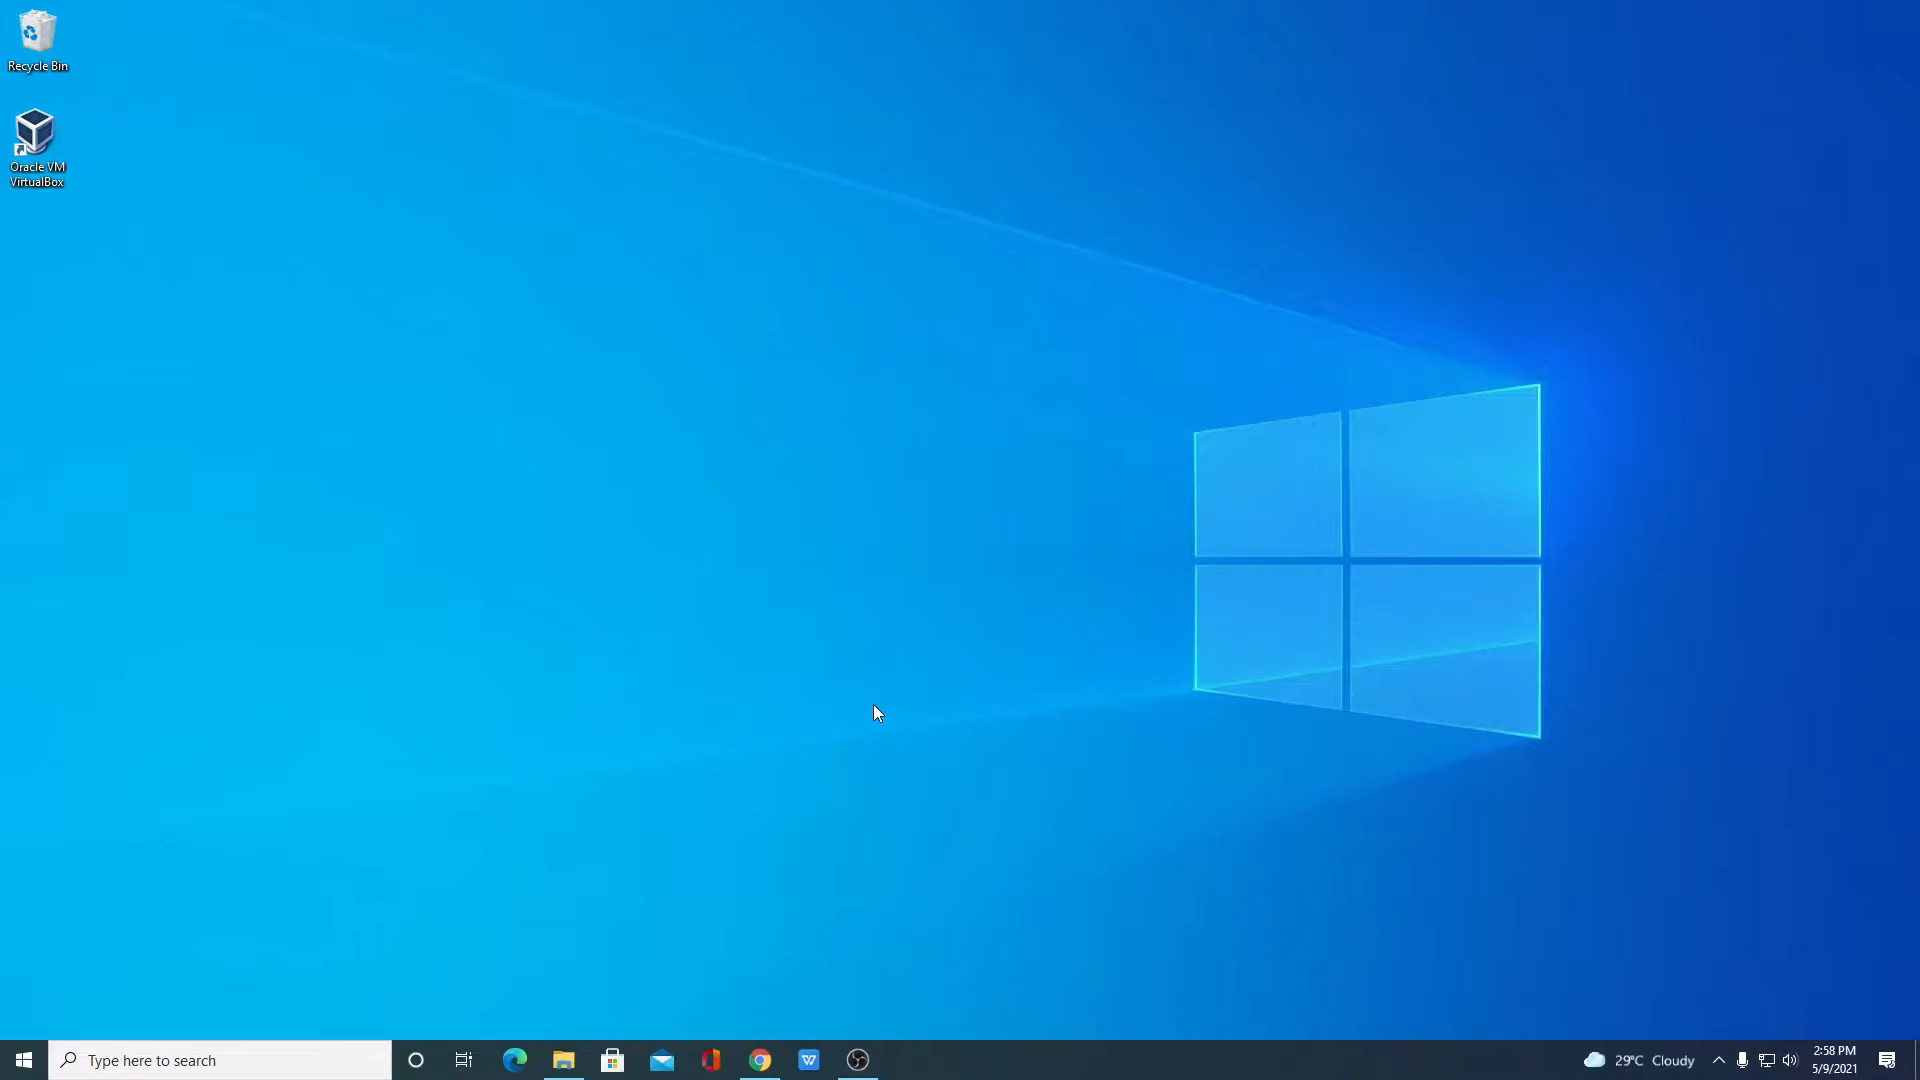 Recycle Bin
Oracle VM
VirtualBox
Type here to search
W
29°C Cloudy
2:58 PM
5/9/2021